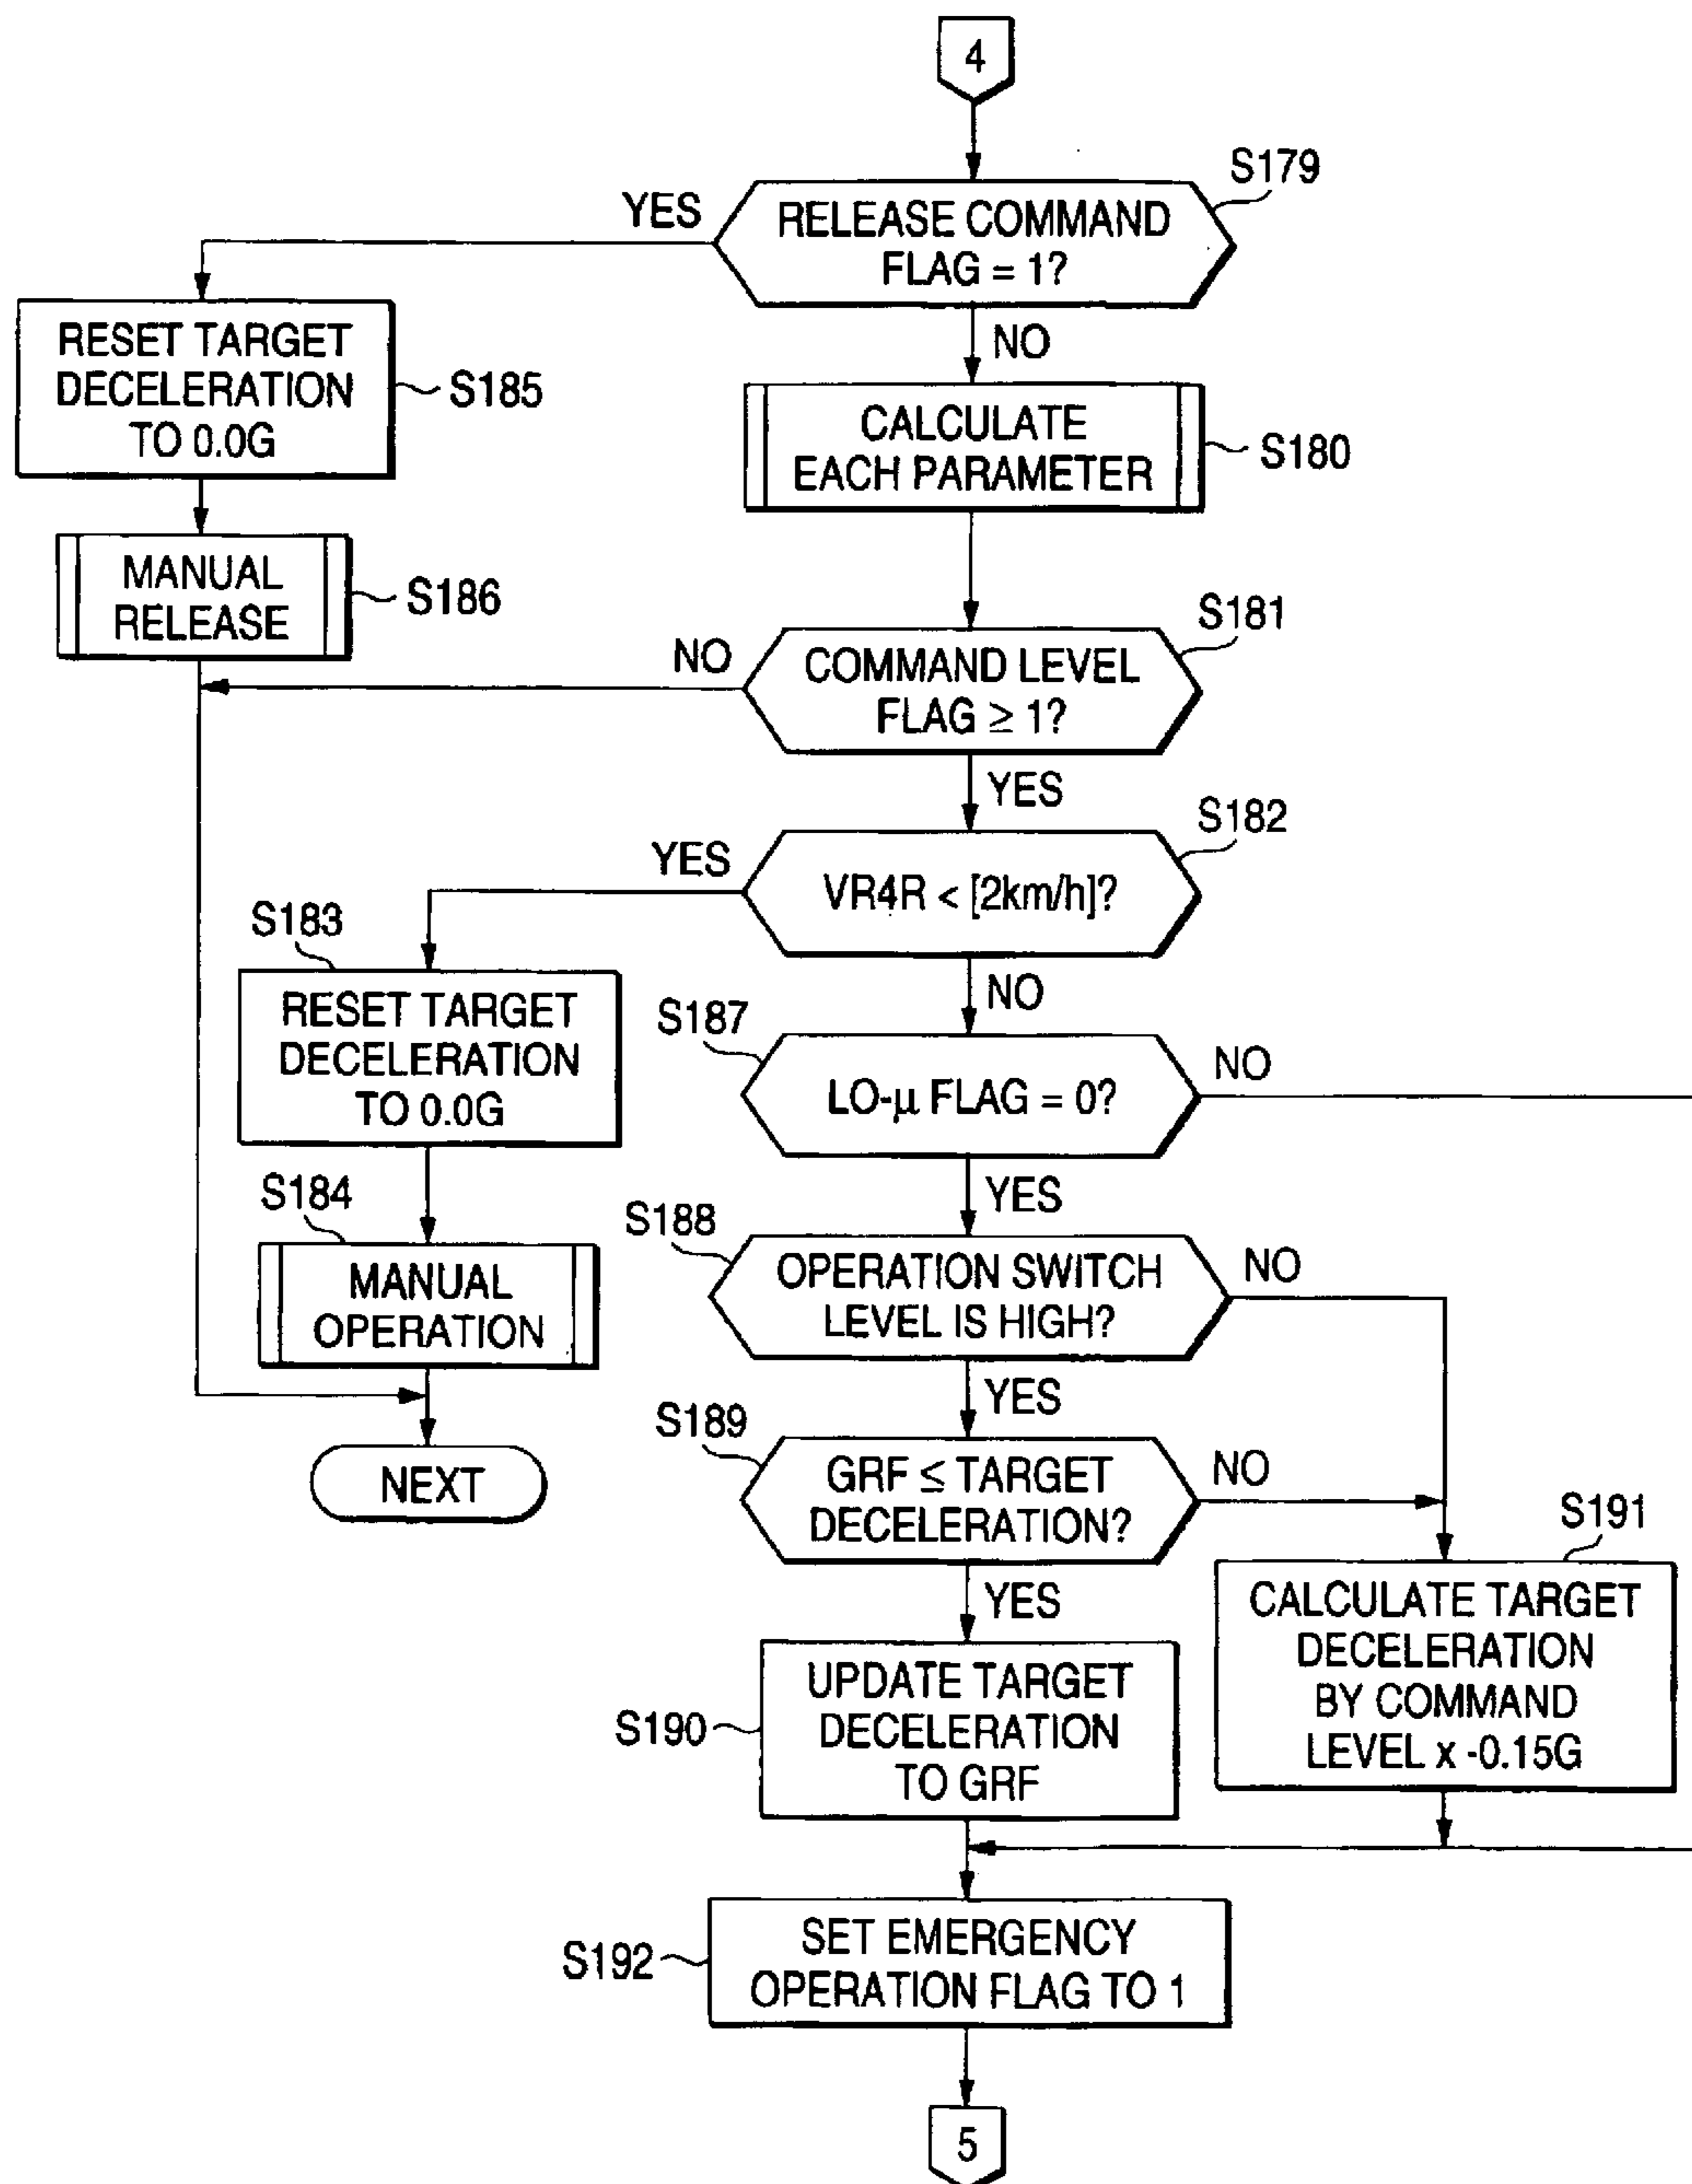 4
S179
YES
RELEASE COMMAND
FLAG = 1?
NO
RESET TARGET
DECELERATION
TO 0.0G
S185
CALCULATE
EACH PARAMETER
S180
MANUAL
RELEASE
S186
S181
NO
COMMAND LEVEL
FLAG ≥ 1?
YES
S182
YES
VR4R < [2km/h]?
S183
NO
RESET TARGET
DECELERATION
TO 0.0G
S187
NO
LO-μ FLAG = 0?
S184
YES
S188
MANUAL
OPERATION
OPERATION SWITCH
LEVEL IS HIGH?
NO
YES
S189
NEXT
GRF ≤ TARGET
DECELERATION?
NO
S191
YES
CALCULATE TARGET
DECELERATION
BY COMMAND
LEVEL x -0.15G
UPDATE TARGET
DECELERATION
TO GRF
S190
SET EMERGENCY
OPERATION FLAG TO 1
S192
5